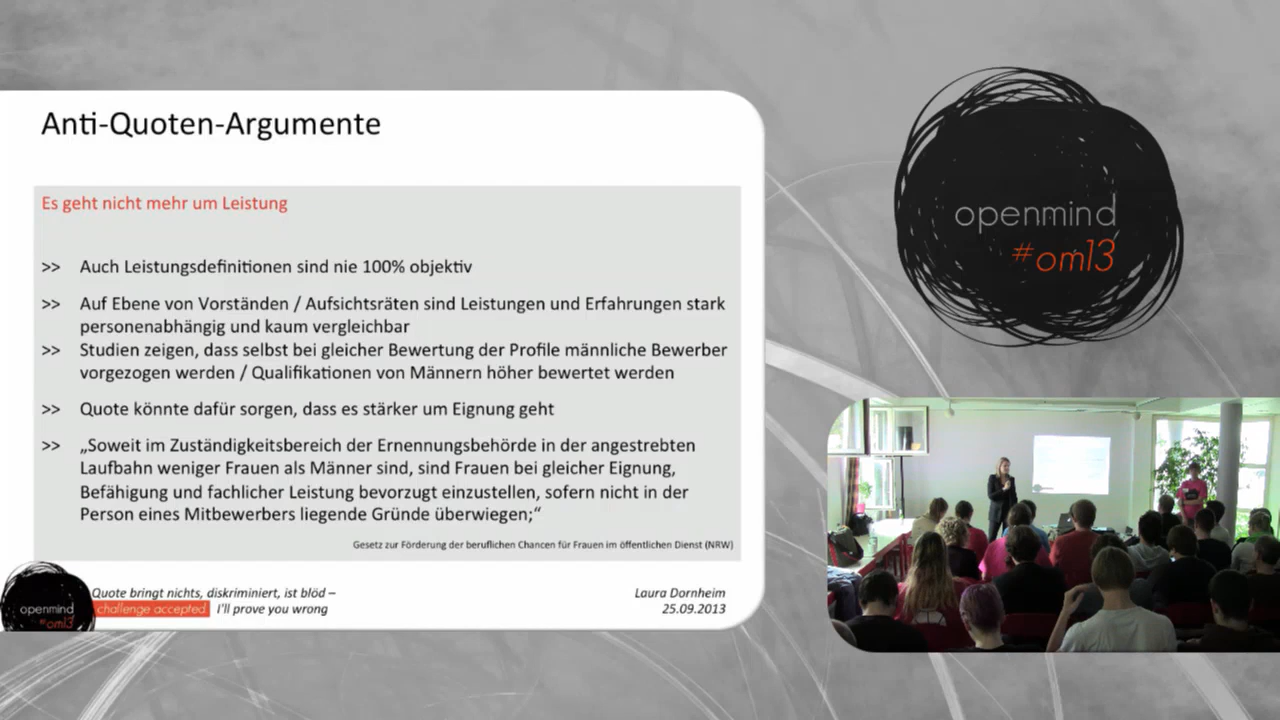 Anti-Quoten-Argumente
Es geht nicht mehr um Leistung
>> Auch Leistungsdefinitionen sind nie 100% objektiv
>> Auf Ebene von Vorständen / Aufsichtsräten sind Leistungen und Erfahrungen stark
personenabhängig und kaum vergleichbar
>> Studien zeigen, dass selbst bei gleicher Bewertung der Profile männliche Bewerber
vorgezogen werden / Qualifikationen von Männern höher bewertet werden
>> Quote könnte dafür sorgen, dass es stärker um Eignung geht
>> „Soweit im Zuständigkeitsbereich der Ernennungsbehörde in der angestrebten
Laufbahn weniger Frauen als Männer sind, sind Frauen bei gleicher Eignung,
Befähigung und fachlicher Leistung bevorzugt einzustellen, sofern nicht in der
Person eines Mitbewerbers liegende Gründe überwiegen;“
Gesetz zur Förderung der beruflichen Chancen für Frauen im öffentlichen Dienst (NRW)
openmind
#om13
Quote bringt nichts, diskriminiert, ist blöd –
challenge accepted I'll prove you wrong
Laura Dornheim
25.09.2013
openmind
#om13